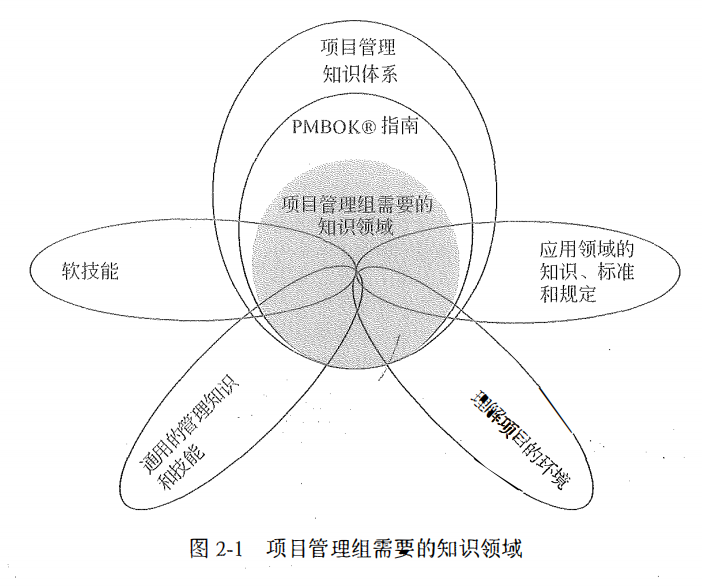 项目管理
知识体系
PMBOK® 指南
项目管理组需要的
知识领域
软技能
应用领域的
知识、标准
和规定
通用的管理知识
和技能
理解项目的环境
图 2-1 项目管理组需要的知识领域